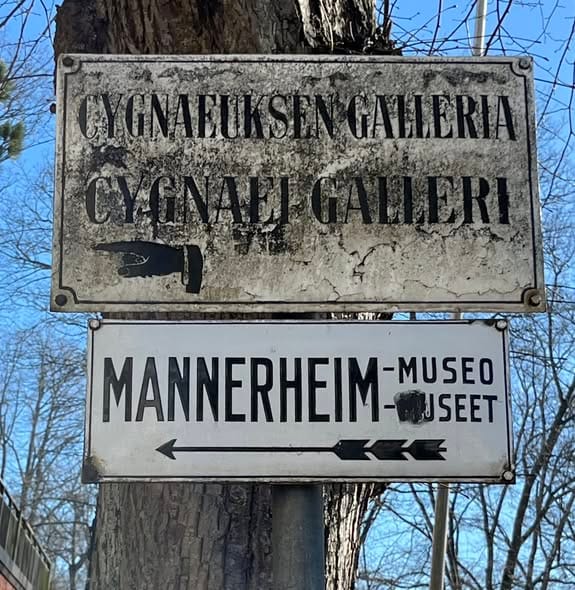 CYGNAEUKSEN GALLERIA
CYGNAEI GALLERI
MANNERHEIM -MUSEO
-MUSEET